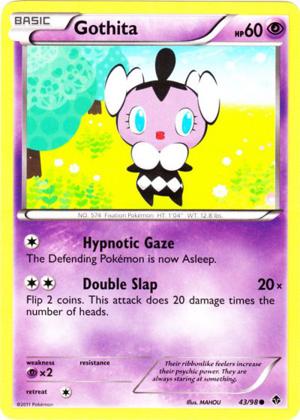 BASIC
Gothita HP60
NO. 574 Fixation Pokémon HT. 1'04" WT. 12.8 lbs.
Hypnotic Gaze
The Defending Pokémon is now Asleep.
Double Slap 20×
Flip 2 coins. This attack does 20 damage times the
number of heads.
weakness resistance
×2
Their ribbonlike feelers increase
their psychic power. They are
always staring at something.
retreat
Illus. MAHOU 43/98
©2011 Pokémon